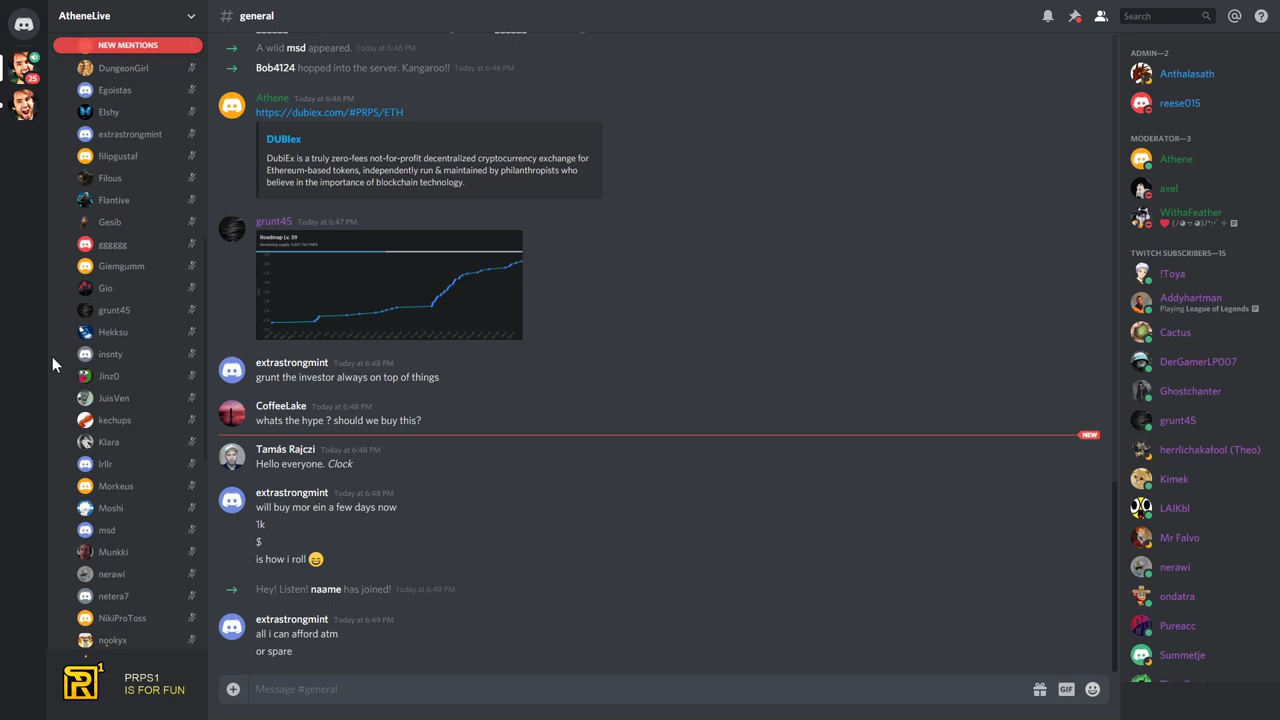 AtheneLive
NEW MENTIONS
25
DungeonGirl
Egoistas
Elshy
extrastrongmint
filipgustaf
Filous
Flantive
Gesib
gggggg
Giemgumm
Gio
grunt45
Hekksu
insnty
Jinz0
JuisVen
kechups
Klara
lrllr
Morkeus
Moshi
msd
Munkki
nerawi
netera7
NikiProToss
nookyx
1
PRPS1
IS FOR FUN
# general
Search
A wild msd appeared. Today at 6:46 PM
Bob4124 hopped into the server. Kangaroo!! Today at 6:46 PM
Athene Today at 6:46 PM
https://dubiex.com/#PRPS/ETH
DUBIex
DubiEx is a truly zero-fees not-for-profit decentralized cryptocurrency exchange for
Ethereum-based tokens, independently run & maintained by philanthropists who
believe in the importance of blockchain technology.
grunt45 Today at 6:47 PM
Roadmap Lv. 59
extrastrongmint Today at 6:48 PM
grunt the investor always on top of things
CoffeeLake Today at 6:48 PM
whats the hype ? should we buy this?
NEW
Tamás Rajczi Today at 6:48 PM
Hello everyone. Clock
extrastrongmint Today at 6:48 PM
will buy mor ein a few days now
1k
$
is how i roll
Hey! Listen! naame has joined! Today at 6:49 PM
extrastrongmint Today at 6:49 PM
all i can afford atm
or spare
Message #general
GIF
ADMIN—2
Anthalasath
reese015
MODERATOR—3
Athene
axel
WithaFeather
TWITCH SUBSCRIBERS—15
!Toya
Addyhartman
Playing League of Legends
Cactus
DerGamerLP007
Ghostchanter
grunt45
herrlichakafool (Theo)
Kimek
LAIKbl
Mr Falvo
nerawi
ondatra
Pureacc
Summetje